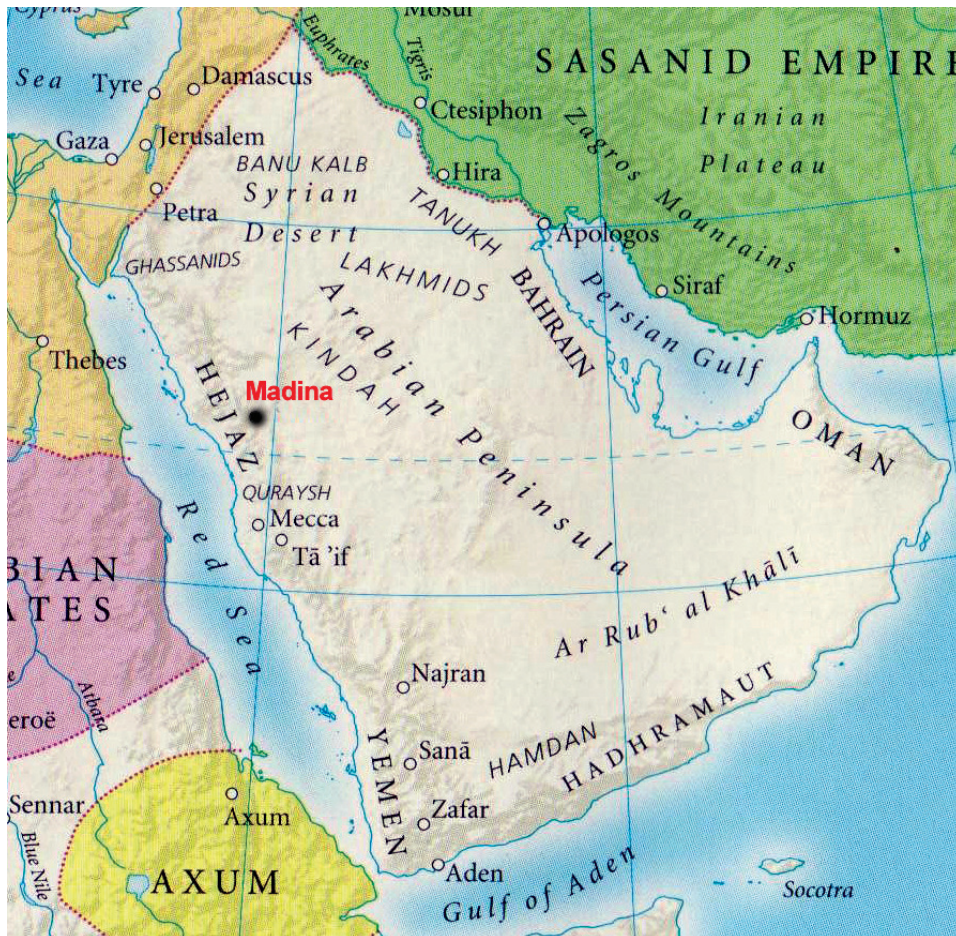 Cyprus
Mosul
Sea
Tyre
Damascus
Euphrates
Tigris
SASANID EMPIRE
Ctesiphon
Zagros Mountains
Iranian
Plateau
Gaza
Jerusalem
BANU KALB
Hira
Syrian
Desert
TANUKH
Petra
Apologos
GHASSANIDS
LAKHMIDS
BAHRAIN
Persian Gulf
Siraf
Hormuz
Thebes
Arabian Peninsula
KINDAH
HEJAZ
Madina
OMAN
QURAYSH
Mecca
Tā 'if
Red Sea
BIAN
ATES
Ar Rub' al Khālī
Najran
Atbara
eroë
YEMEN
Sanā
HAMDAN
HADHRAMAUT
Sennar
Axum
Zafar
Blue Nile
AXUM
Aden
Gulf of Aden
Socotra